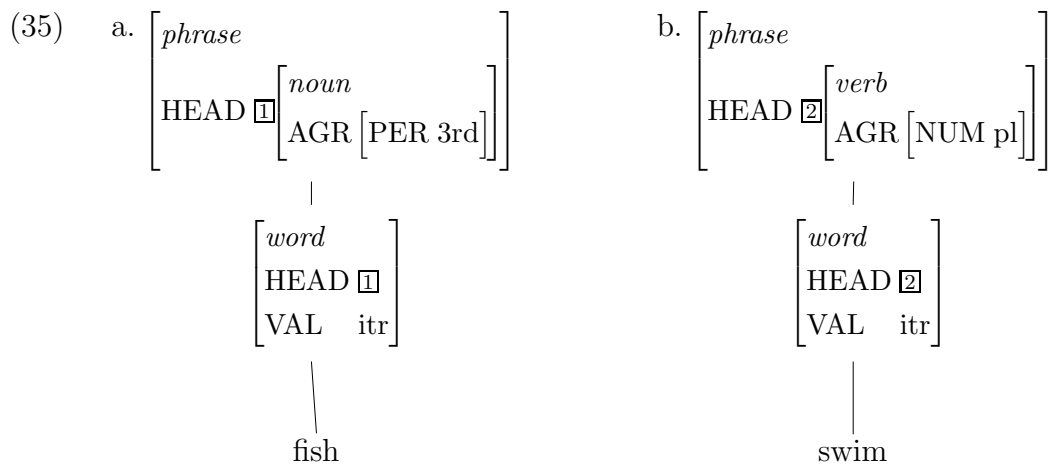 (35) a. phrase b. phrase
noun verb
HEAD 1 AGR [PER 3rd] HEAD 2 AGR [NUM pl]
word word
HEAD 1 HEAD 2
VAL itr VAL itr
fish swim